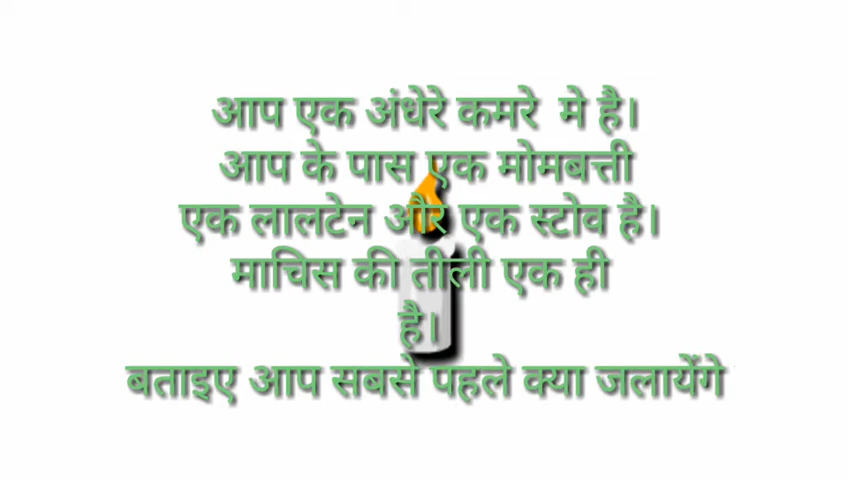 आप एक अंधेरे कमरे मे है।
आप के पास एक मोमबत्ती
एक लालटेन और एक स्टोव है।
माचिस की तीली एक ही
है।
बताइए आप सबसे पहले क्या जलायेंगे